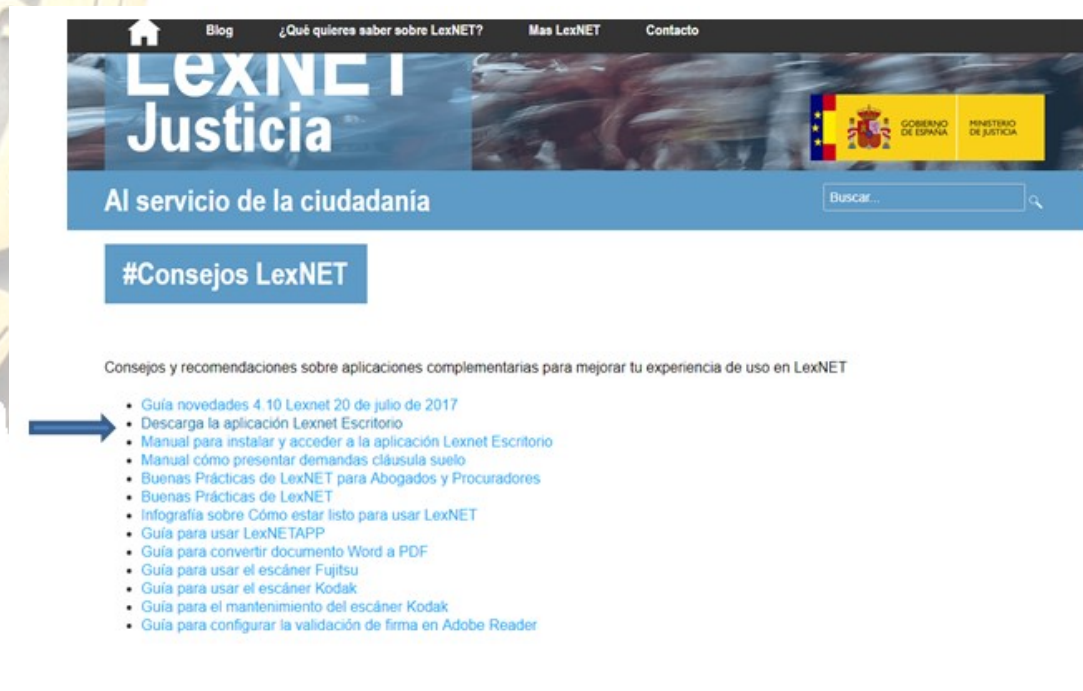 Blog ¿Qué quieres saber sobre LexNET? Mas LexNET Contacto
LexNET
Justicia
GOBIERNO DE ESPAÑA
MINISTERIO DE JUSTICIA
Al servicio de la ciudadanía
Buscar...
#Consejos LexNET
Consejos y recomendaciones sobre aplicaciones complementarias para mejorar tu experiencia de uso en LexNET
Guía novedades 4.10 Lexnet 20 de julio de 2017
Descarga la aplicación Lexnet Escritorio
Manual para instalar y acceder a la aplicación Lexnet Escritorio
Manual cómo presentar demandas cláusula suelo
Buenas Prácticas de LexNET para Abogados y Procuradores
Buenas Prácticas de LexNET
Infografía sobre Cómo estar listo para usar LexNET
Guía para usar LexNETAPP
Guía para convertir documento Word a PDF
Guía para usar el escáner Fujitsu
Guía para usar el escáner Kodak
Guía para el mantenimiento del escáner Kodak
Guía para configurar la validación de firma en Adobe Reader